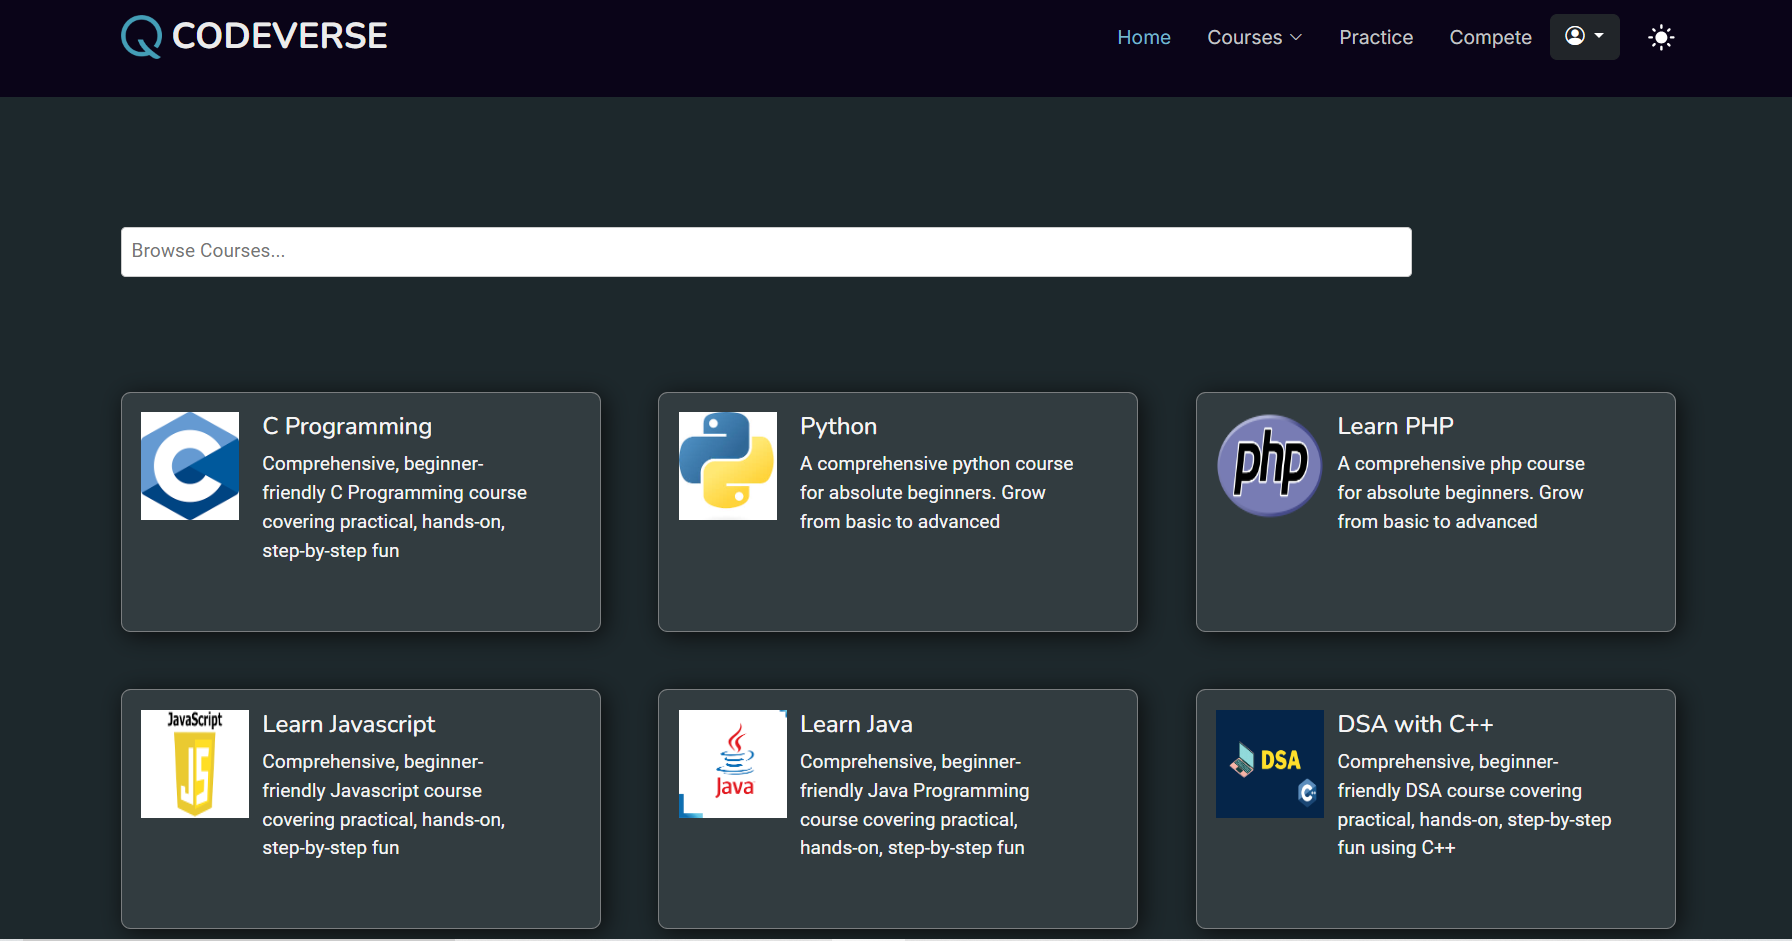 CODEVERSE
Home
Courses
Practice
Compete
Browse Courses...
C Programming
Comprehensive, beginner-
friendly C Programming course
covering practical, hands-on,
step-by-step fun
Python
A comprehensive python course
for absolute beginners. Grow
from basic to advanced
php
Learn PHP
A comprehensive php course
for absolute beginners. Grow
from basic to advanced
JavaScript
JS
Learn Javascript
Comprehensive, beginner-
friendly Javascript course
covering practical, hands-on,
step-by-step fun
Java
Learn Java
Comprehensive, beginner-
friendly Java Programming
course covering practical,
hands-on, step-by-step fun
DSA
C++
DSA with C++
Comprehensive, beginner-
friendly DSA course covering
practical, hands-on, step-by-step
fun using C++